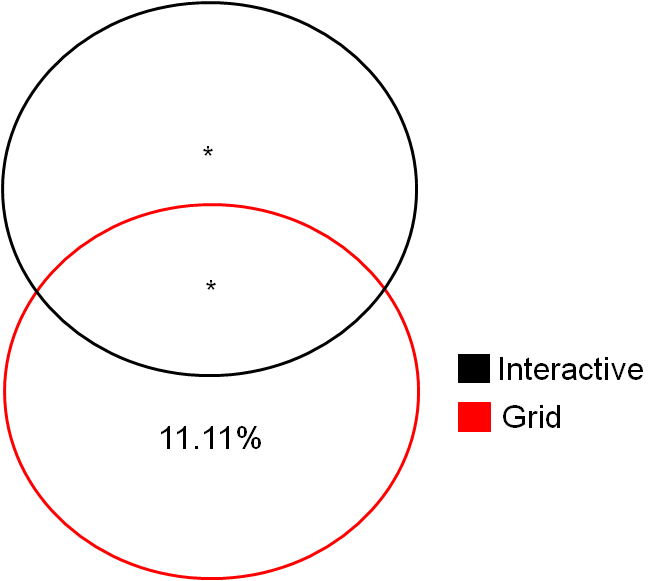 *
*
11.11%
Interactive
Grid